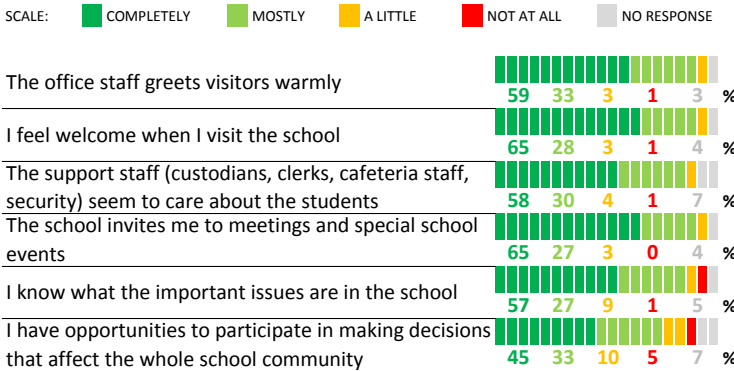 SCALE: COMPLETELY MOSTLY A LITTLE NOT AT ALL NO RESPONSE
The office staff greets visitors warmly
59 33 3 1 3 %
I feel welcome when I visit the school
65 28 3 1 4 %
The support staff (custodians, clerks, cafeteria staff,
security) seem to care about the students
58 30 4 1 7 %
The school invites me to meetings and special school
events
65 27 3 0 4 %
I know what the important issues are in the school
57 27 9 1 5 %
I have opportunities to participate in making decisions
that affect the whole school community
45 33 10 5 7 %